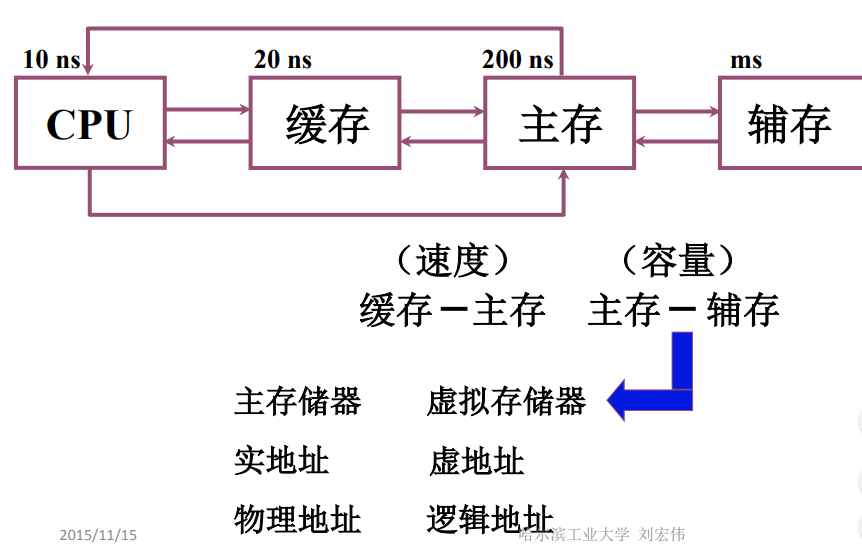 10 ns 20 ns 200 ns ms
CPU 缓存 主存 辅存
（速度） （容量）
缓存－主存 主存－辅存
主存储器 虚拟存储器
实地址 虚地址
物理地址 逻辑地址
2015/11/15 哈尔滨工业大学 刘宏伟